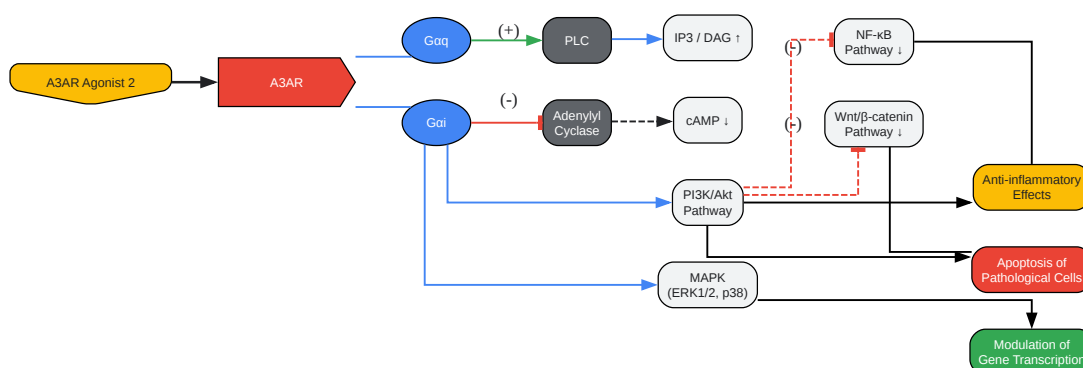 A3AR Agonist 2
A3AR
Gαq
(+)
PLC
IP3 / DAG ↑
(-)
NF-κB
Pathway ↓
Gαi
(-)
Adenylyl
Cyclase
cAMP ↓
(-)
Wnt/β-catenin
Pathway ↓
PI3K/Akt
Pathway
Anti-inflammatory
Effects
MAPK
(ERK1/2, p38)
Apoptosis of
Pathological Cells
Modulation of
Gene Transcription